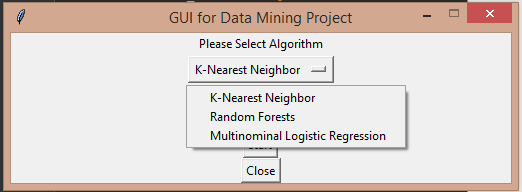 GUI for Data Mining Project
Please Select Algorithm
K-Nearest Neighbor
K-Nearest Neighbor
Random Forests
Multinominal Logistic Regression
Close